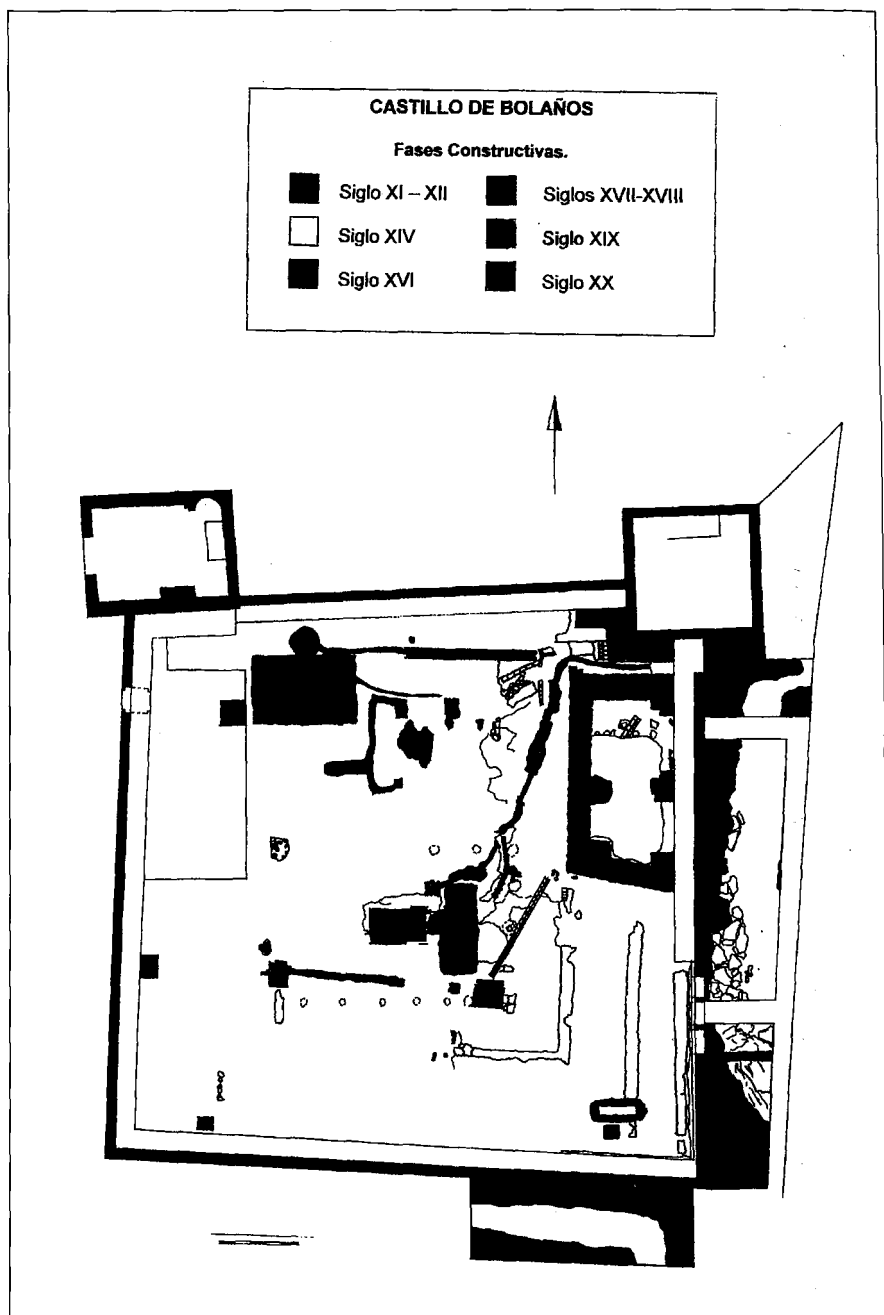 CASTILLO DE BOLAÑOS
Fases Constructivas.
Siglo XI – XII
Siglo XIV
Siglo XVI
Siglos XVII-XVIII
Siglo XIX
Siglo XX